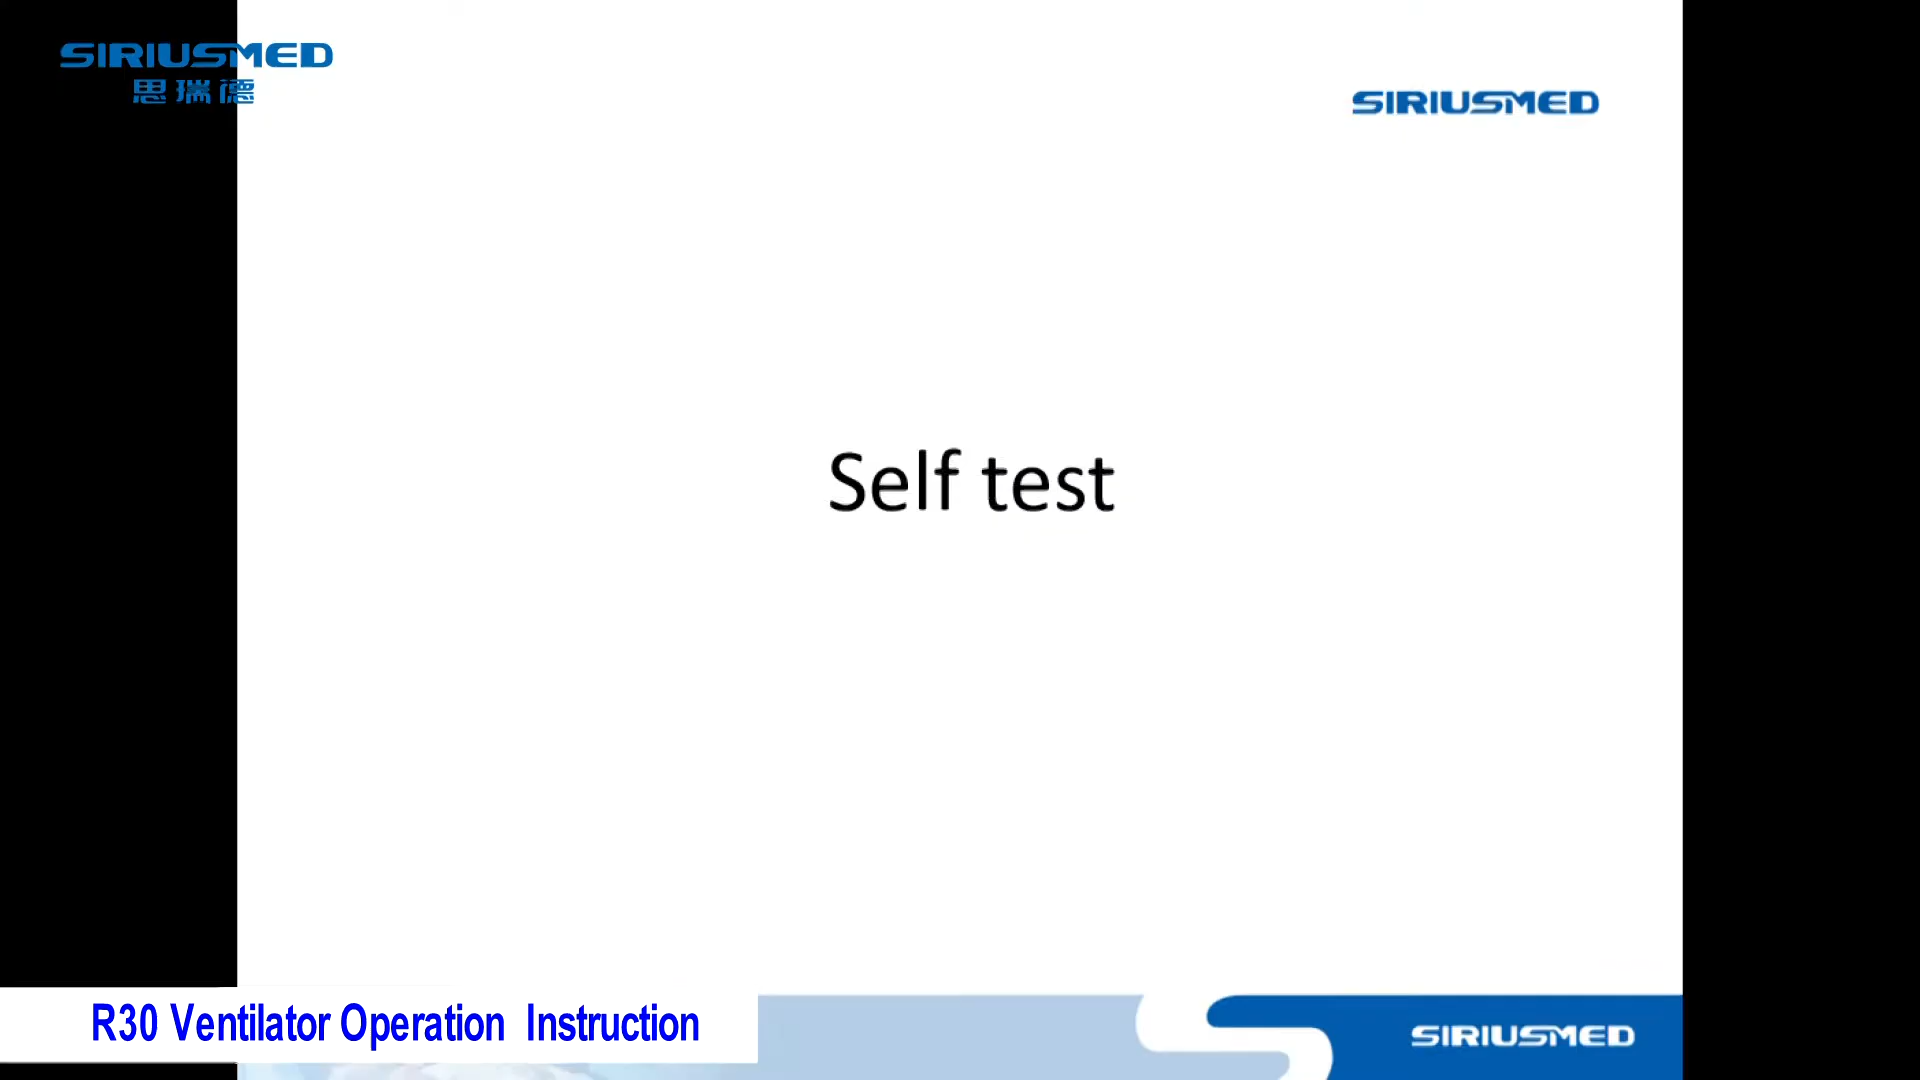 SIRIUSMED
思瑞德
SIRIUSMED
Self test
R30 Ventilator Operation Instruction
SIRIUSMED